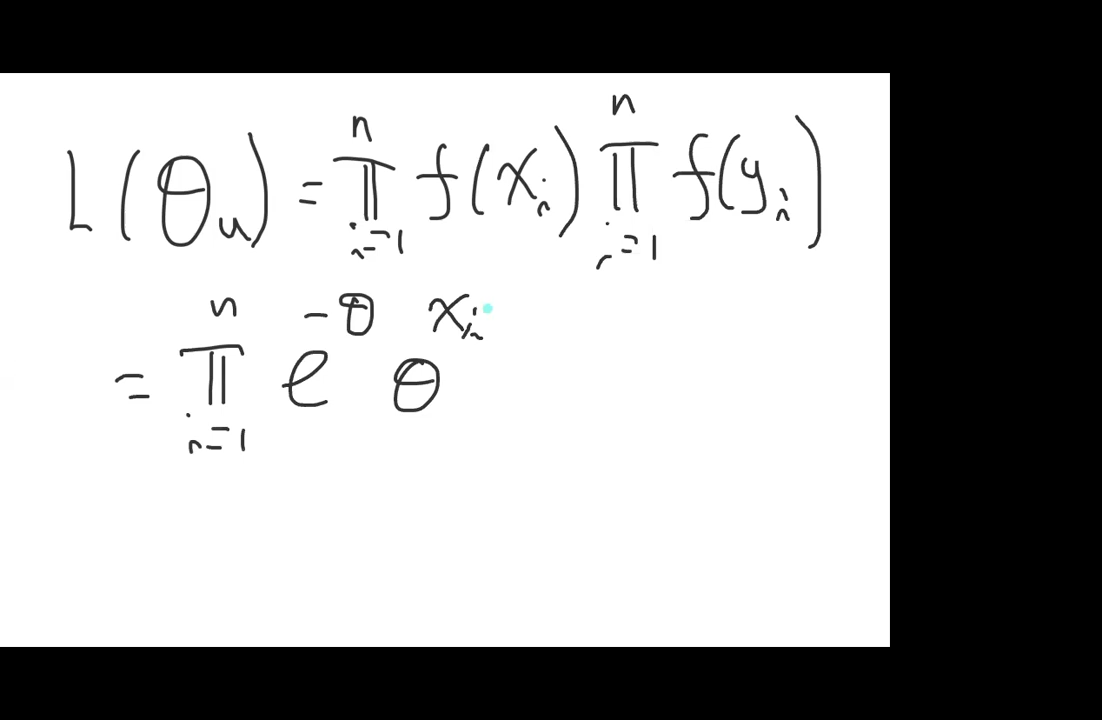 L(θ_u) = ∏_{i=1}^{n} f(x_i) ∏_{i=1}^{n} f(y_i)
= ∏_{i=1}^{n} e^{-θ} θ^{x_i}